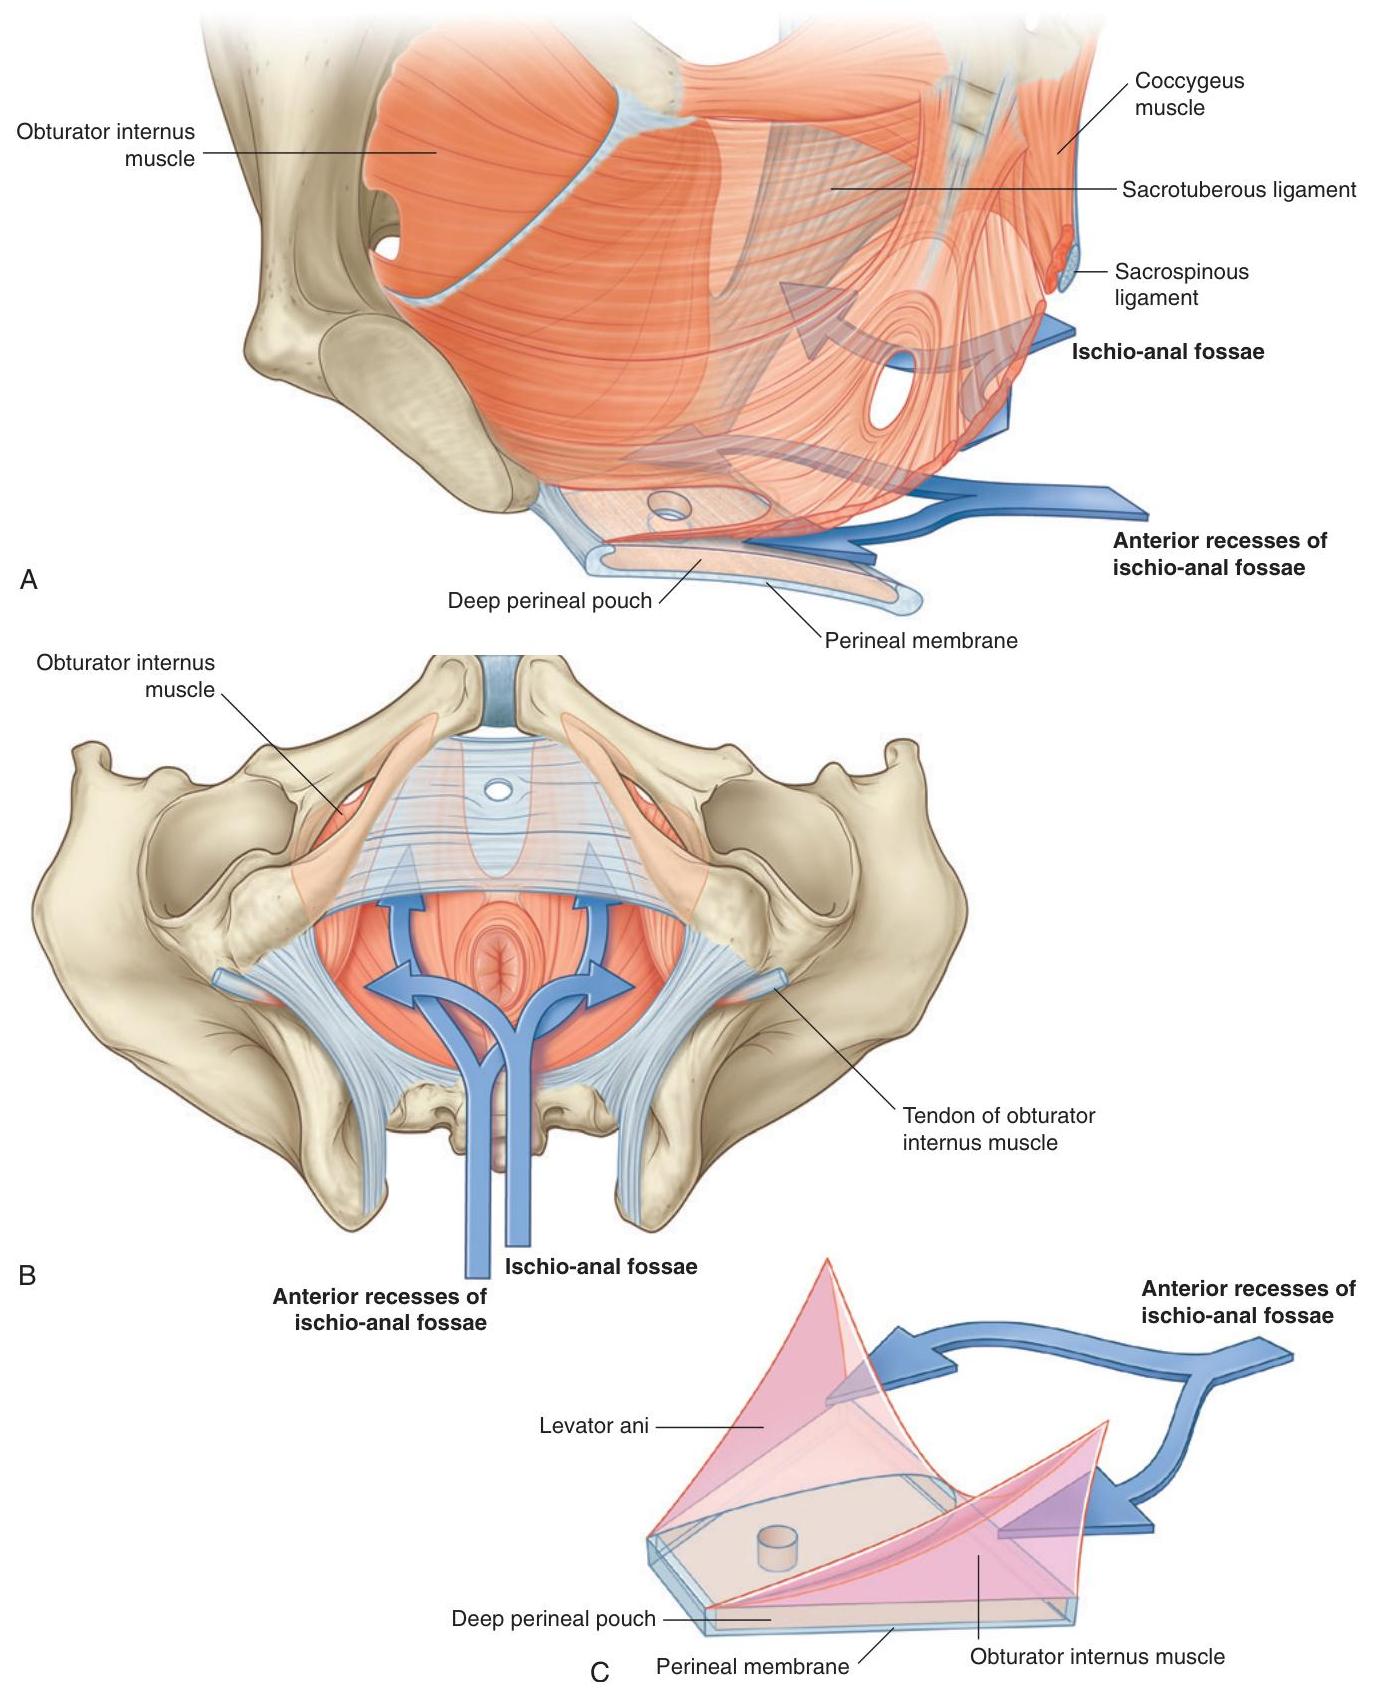 Obturator internus
muscle
Coccygeus
muscle
Sacrotuberous ligament
Sacrospinous
ligament
Ischio-anal fossae
Anterior recesses of
ischio-anal fossae
A
Deep perineal pouch
Perineal membrane
Obturator internus
muscle
Tendon of obturator
internus muscle
B
Ischio-anal fossae
Anterior recesses of
ischio-anal fossae
Anterior recesses of
ischio-anal fossae
Levator ani
Deep perineal pouch
Perineal membrane
Obturator internus muscle
C